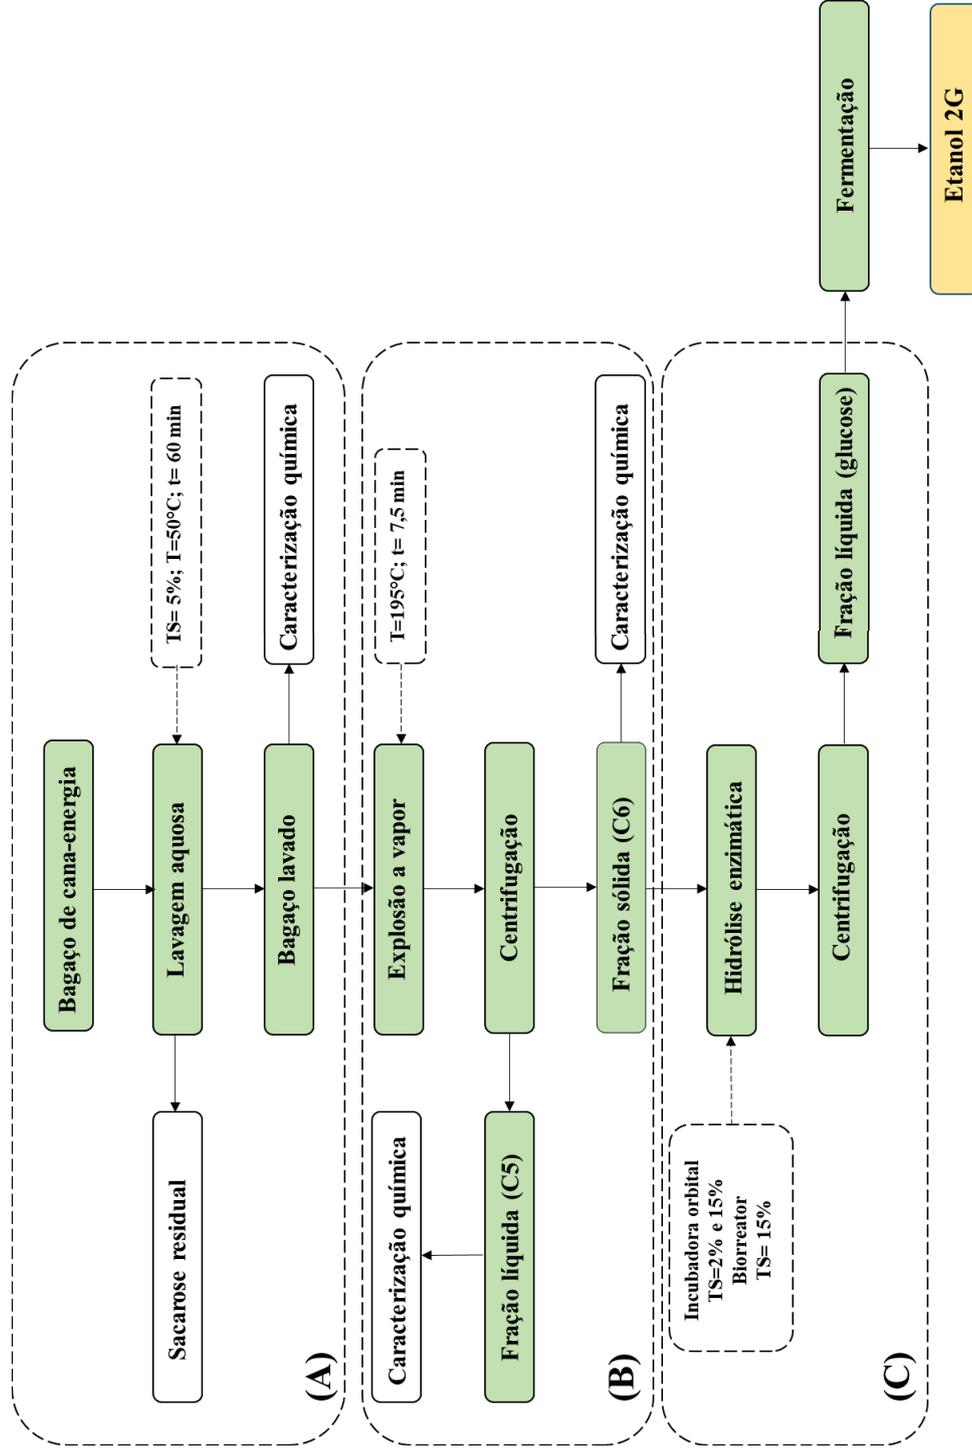 Bagaço de cana-energia
Sacarose residual
Lavagem aquosa
TS= 5%; T=50°C; t= 60 min
Bagaço lavado
Caracterização química
(A)
Caracterização química
Explosão a vapor
T=195°C; t= 7,5 min
Fração líquida (C5)
Centrifugação
Fração sólida (C6)
Caracterização química
(B)
Incubadora orbital
TS=2% e 15%
Biorreator
TS= 15%
Hidrólise enzimática
Centrifugação
Fração líquida (glucose)
Fermentação
(C)
Etanol 2G